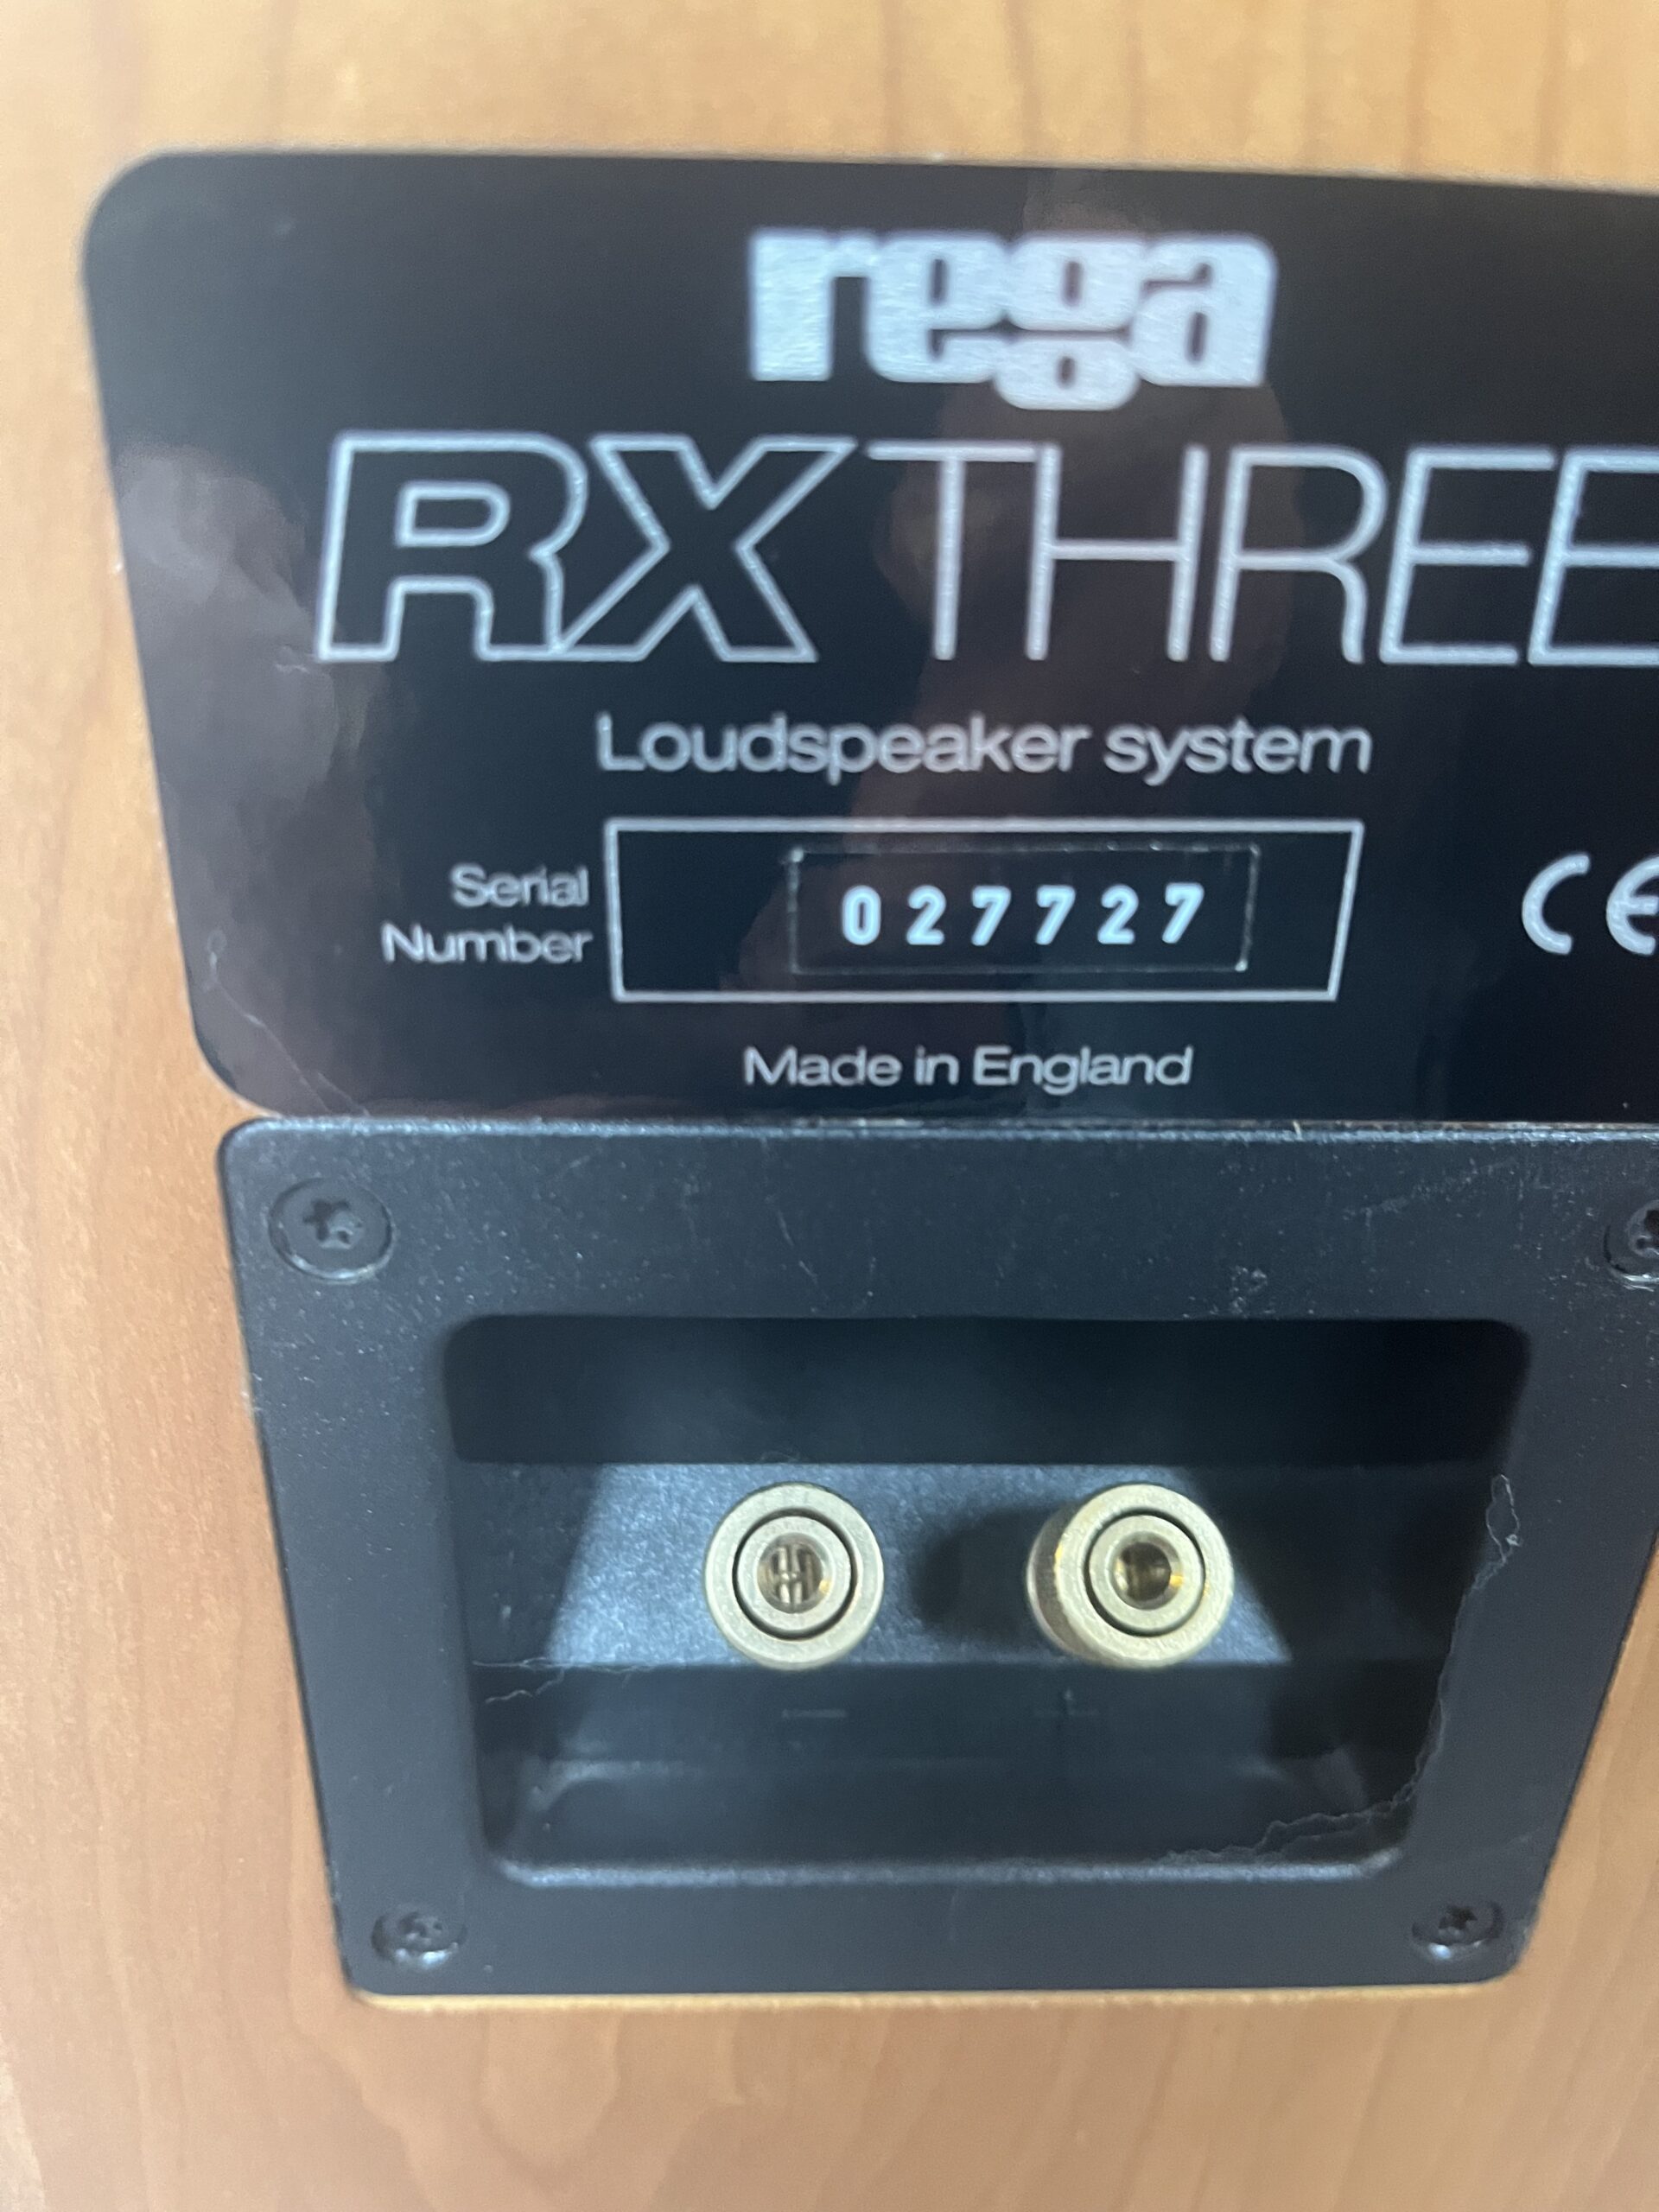 rega
RX THREE
Loudspeaker system
Serial
Number
027727
CE
Made in England